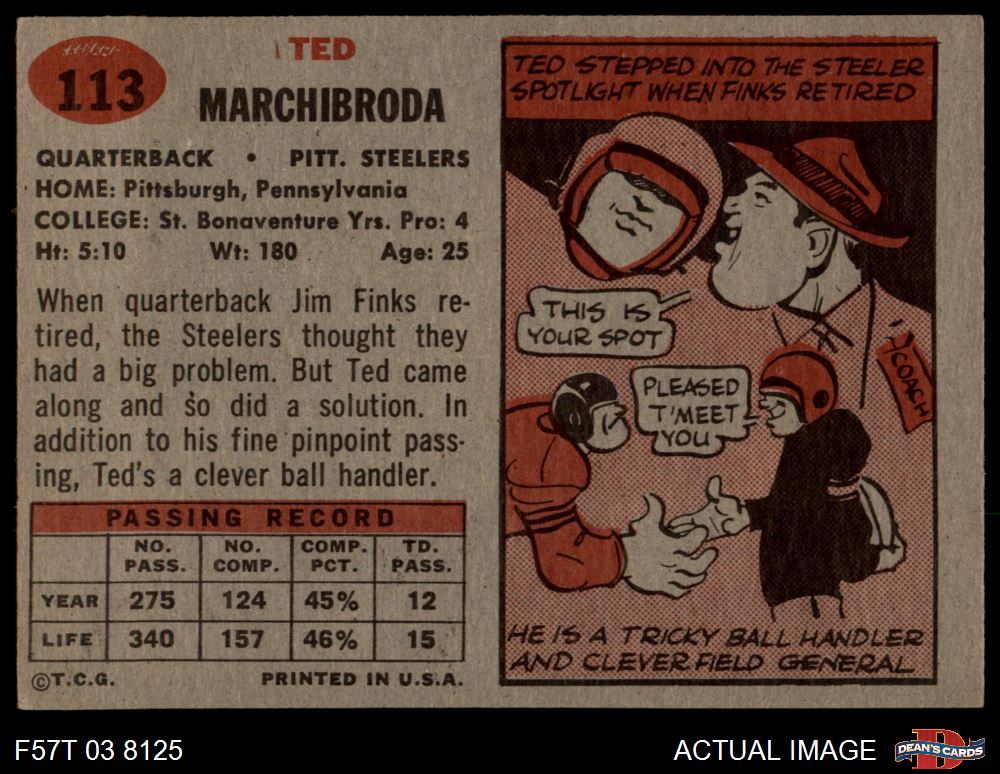 113
TED
MARCHIBRODA
QUARTERBACK • PITT. STEELERS
HOME: Pittsburgh, Pennsylvania
COLLEGE: St. Bonaventure Yrs. Pro: 4
Ht: 5:10 Wt: 180 Age: 25
When quarterback Jim Finks re-
tired, the Steelers thought they
had a big problem. But Ted came
along and so did a solution. In
addition to his fine pinpoint pass-
ing, Ted's a clever ball handler.
PASSING RECORD
NO. PASS. NO. COMP. COMP. PCT. TD. PASS.
YEAR 275 124 45% 12
LIFE 340 157 46% 15
©T.C.G. PRINTED IN U.S.A.
TED STEPPED INTO THE STEELER
SPOTLIGHT WHEN FINKS RETIRED
THIS IS
YOUR SPOT
COACH
PLEASED
T'MEET
YOU
HE IS A TRICKY BALL HANDLER
AND CLEVER FIELD GENERAL
F57T 03 8125
ACTUAL IMAGE
DEAN'S CARDS